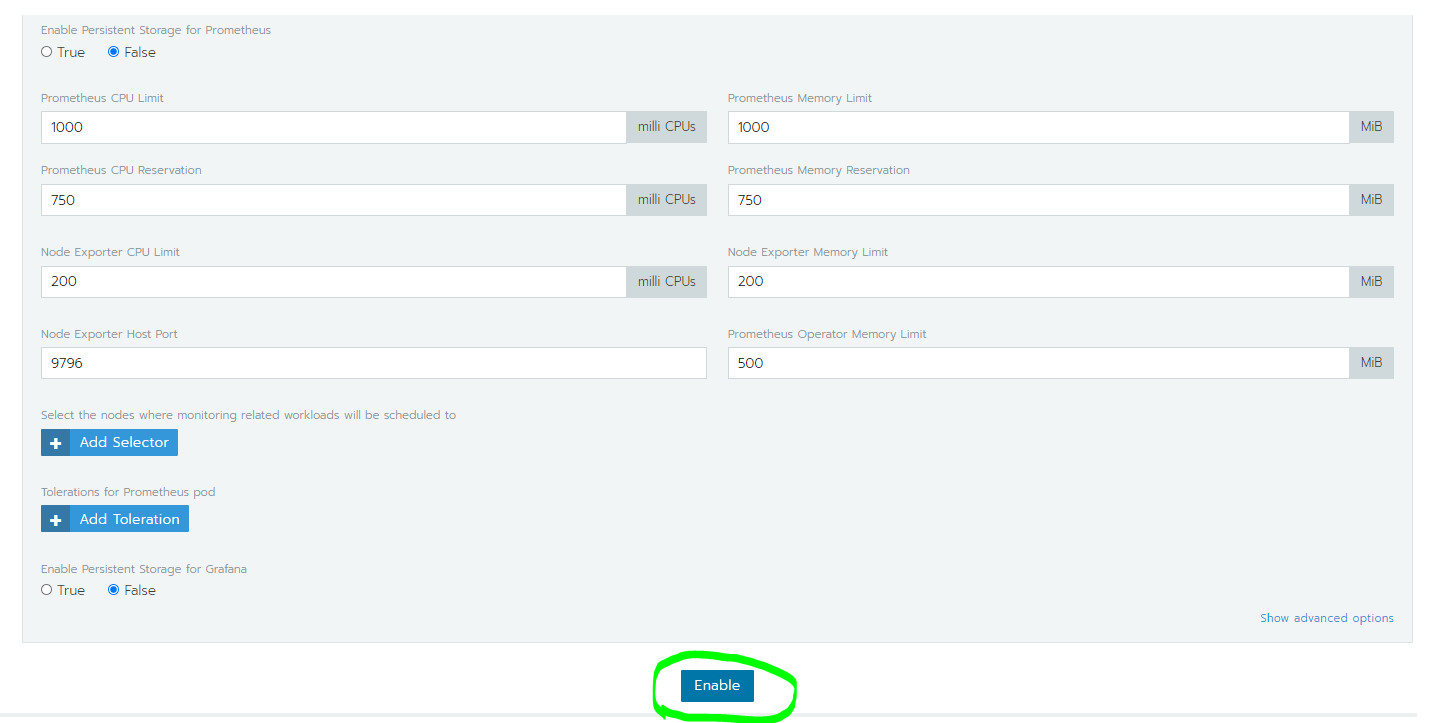 Enable Persistent Storage for Prometheus
True False
Prometheus CPU Limit Prometheus Memory Limit
1000 milli CPUs 1000 MiB
Prometheus CPU Reservation Prometheus Memory Reservation
750 milli CPUs 750 MiB
Node Exporter CPU Limit Node Exporter Memory Limit
200 milli CPUs 200 MiB
Node Exporter Host Port Prometheus Operator Memory Limit
9796 500 MiB
Select the nodes where monitoring related workloads will be scheduled to
+ Add Selector
Tolerations for Prometheus pod
+ Add Toleration
Enable Persistent Storage for Grafana
True False
Show advanced options
Enable